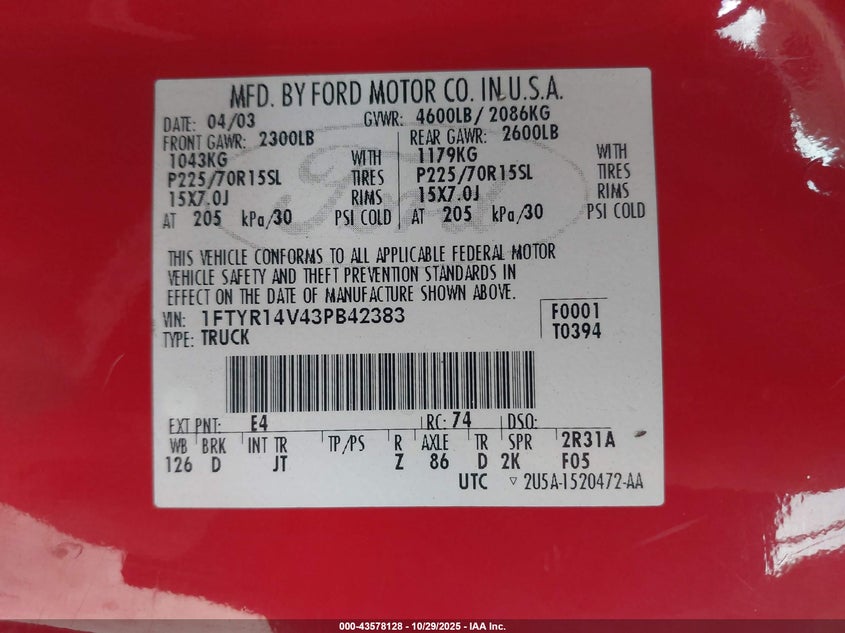 MFD. BY FORD MOTOR CO. IN U.S.A.
DATE: 04/03 GVWR: 4600LB/ 2086KG
FRONT GAWR: 2300LB REAR GAWR: 2600LB
1043KG WITH 1179KG WITH
P225/70R15SL TIRES P225/70R15SL TIRES
15X7.0J RIMS 15X7.0J RIMS
AT 205 kPa/30 PSI COLD AT 205 kPa/30 PSI COLD
Ford
THIS VEHICLE CONFORMS TO ALL APPLICABLE FEDERAL MOTOR
VEHICLE SAFETY AND THEFT PREVENTION STANDARDS IN
EFFECT ON THE DATE OF MANUFACTURE SHOWN ABOVE.
VIN: 1FTYR14V43PB42383 F0001
TYPE: TRUCK T0394
EXT PNT: E4 RC: 74 DSO:
WB BRK INT TR TP/PS R AXLE TR SPR 2R31A
126 D JT Z 86 D 2K F05
UTC ▽ 2U5A-1520472-AA
000-43578128 - 10/29/2025 - IAA Inc.